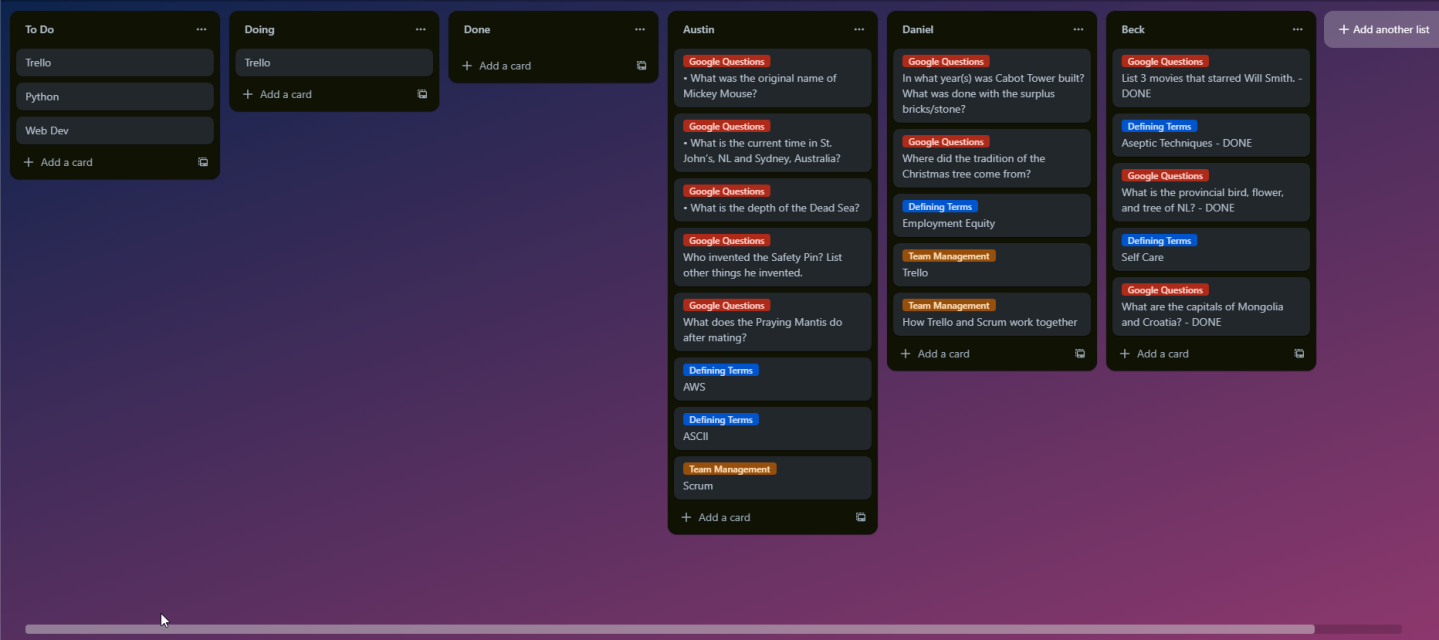 To Do
Trello
Python
Web Dev
Add a card
Doing
Trello
Add a card
Done
Add a card
Austin
Google Questions
• What was the original name of
Mickey Mouse?
Google Questions
• What is the current time in St.
John's, NL and Sydney, Australia?
Google Questions
• What is the depth of the Dead Sea?
Google Questions
Who invented the Safety Pin? List
other things he invented.
Google Questions
What does the Praying Mantis do
after mating?
Defining Terms
AWS
Defining Terms
ASCII
Team Management
Scrum
Add a card
Daniel
Google Questions
In what year(s) was Cabot Tower built?
What was done with the surplus
bricks/stone?
Google Questions
Where did the tradition of the
Christmas tree come from?
Defining Terms
Employment Equity
Team Management
Trello
Team Management
How Trello and Scrum work together
Add a card
Beck
Google Questions
List 3 movies that starred Will Smith. -
DONE
Defining Terms
Aseptic Techniques - DONE
Google Questions
What is the provincial bird, flower,
and tree of NL? - DONE
Defining Terms
Self Care
Google Questions
What are the capitals of Mongolia
and Croatia? - DONE
Add a card
Add another list